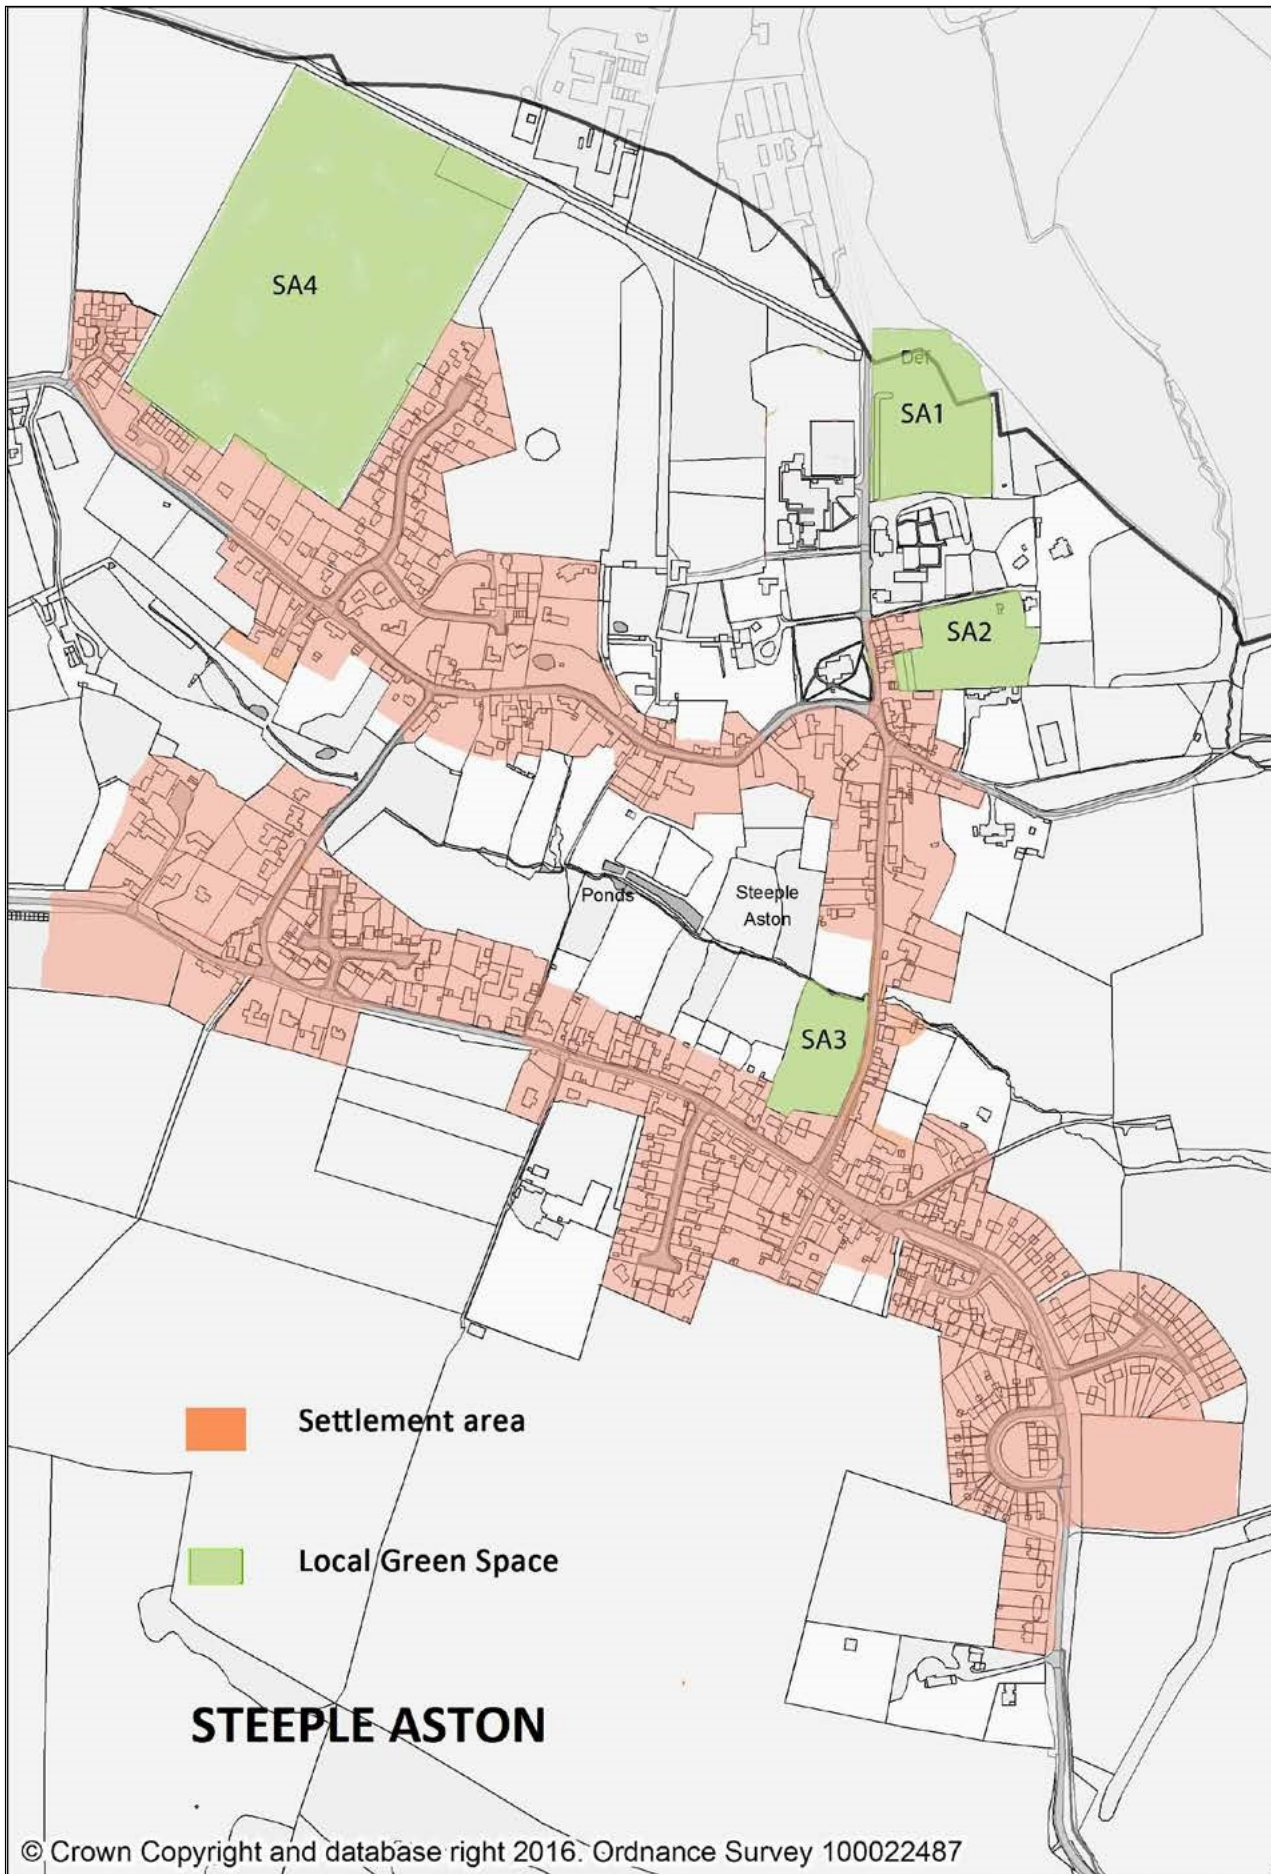 SA4
Def
SA1
SA2
Ponds
Steeple
Aston
SA3
Settlement area
Local Green Space
STEEPLE ASTON
© Crown Copyright and database right 2016. Ordnance Survey 100022487